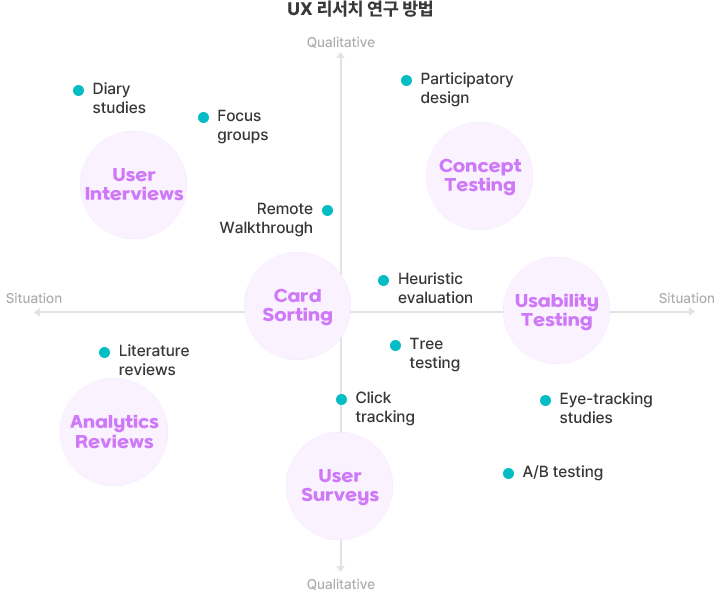 UX 리서치 연구 방법
Qualitative
Diary
studies
Focus
groups
Participatory
design
User
Interviews
Concept
Testing
Remote
Walkthrough
Situation
Card
Sorting
Heuristic
evaluation
Usability
Testing
Situation
Literature
reviews
Tree
testing
Analytics
Reviews
Click
tracking
Eye-tracking
studies
User
Surveys
A/B testing
Qualitative